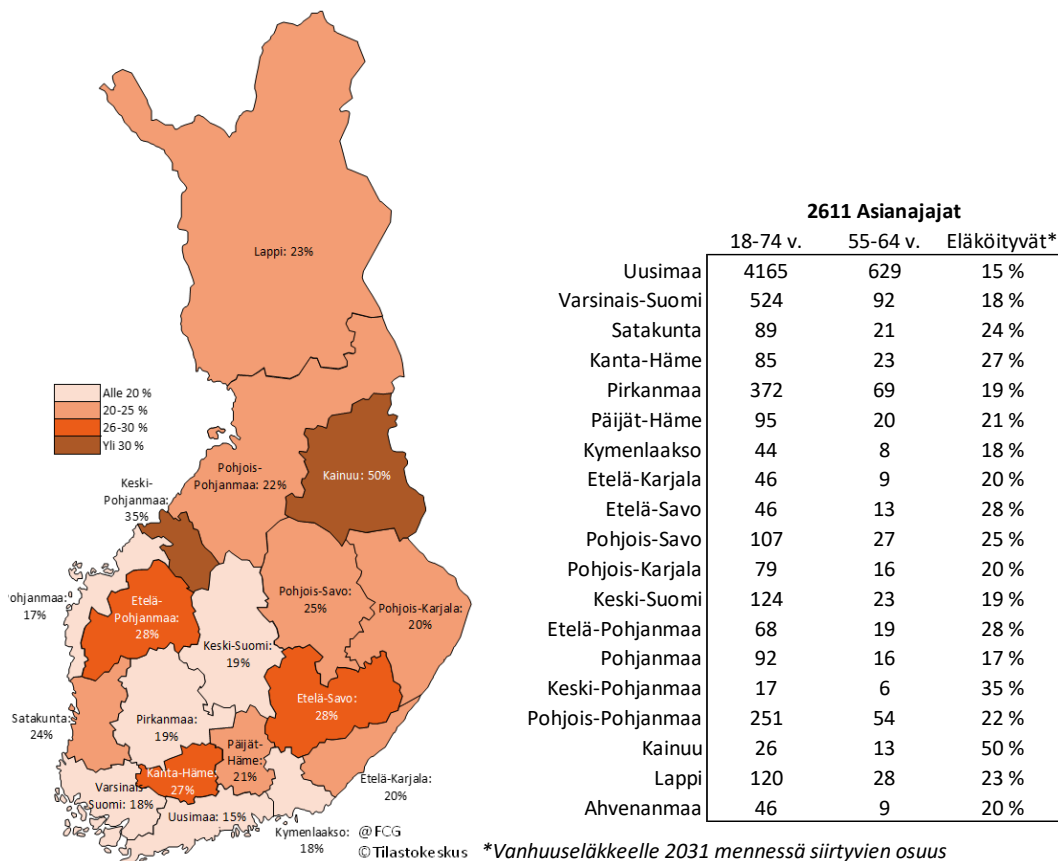 Lappi: 23%
Alle 20 %
20-25 %
26-30 %
Yli 30 %
Pohjois-
Pohjanmaa: 22%
Kainuu: 50%
Keski-
Pohjanmaa:
35%
Pohjanmaa:
17%
Etelä-
Pohjanmaa:
28%
Pohjois-Savo:
25%
Pohjois-Karjala:
20%
Keski-Suomi:
19%
Etelä-Savo:
28%
Satakunta:
24%
Pirkanmaa:
19%
Päijät-
Häme:
21%
Kanta-Häme:
27%
Etelä-Karjala:
20%
Varsinais-
Suomi: 18%
Uusimaa: 15%
Kymenlaakso:
18%
@FCG
© Tilastokeskus
2611 Asianajajat
18-74 v. 55-64 v. Eläköityvät*
Uusimaa 4165 629 15 %
Varsinais-Suomi 524 92 18 %
Satakunta 89 21 24 %
Kanta-Häme 85 23 27 %
Pirkanmaa 372 69 19 %
Päijät-Häme 95 20 21 %
Kymenlaakso 44 8 18 %
Etelä-Karjala 46 9 20 %
Etelä-Savo 46 13 28 %
Pohjois-Savo 107 27 25 %
Pohjois-Karjala 79 16 20 %
Keski-Suomi 124 23 19 %
Etelä-Pohjanmaa 68 19 28 %
Pohjanmaa 92 16 17 %
Keski-Pohjanmaa 17 6 35 %
Pohjois-Pohjanmaa 251 54 22 %
Kainuu 26 13 50 %
Lappi 120 28 23 %
Ahvenanmaa 46 9 20 %
*Vanhuuseläkkeelle 2031 mennessä siirtyvien osuus